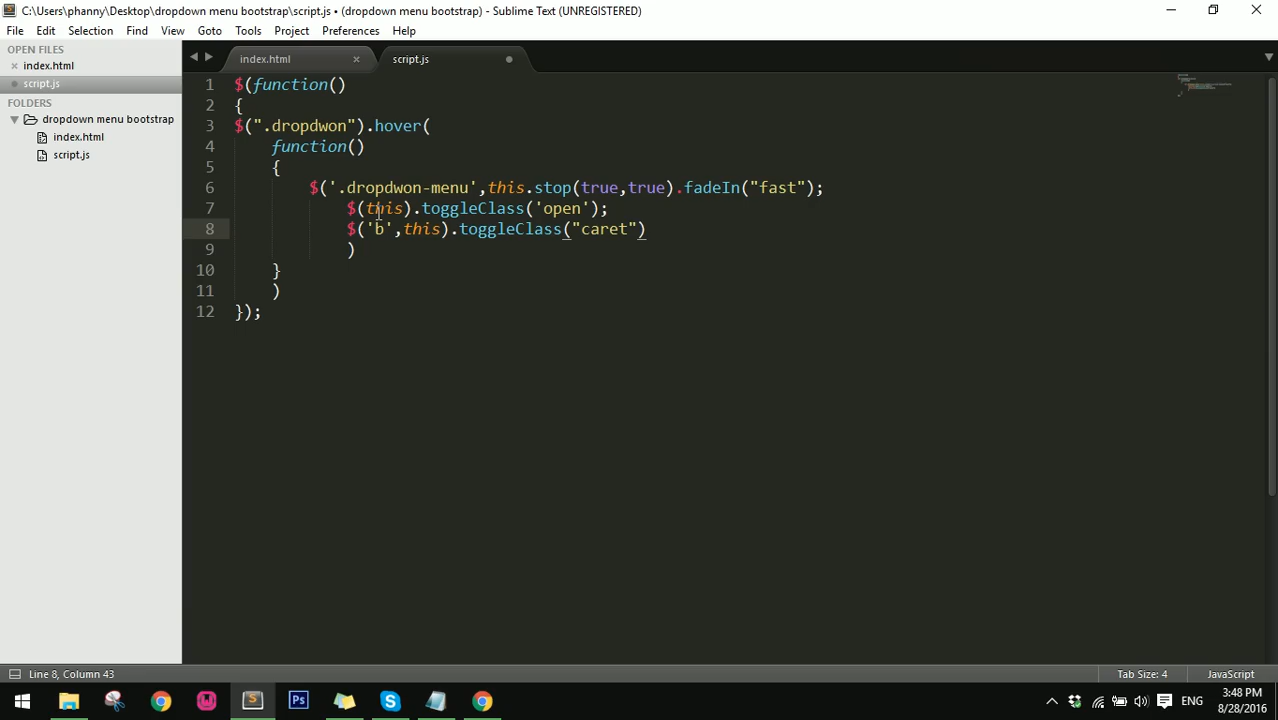 C:\Users\phanny\Desktop\dropdown menu bootstrap\script.js • (dropdown menu bootstrap) - Sublime Text (UNREGISTERED)
File Edit Selection Find View Goto Tools Project Preferences Help
OPEN FILES
index.html
script.js
FOLDERS
dropdown menu bootstrap
index.html
script.js
index.html script.js
1 $(function()
2 {
3 $(".dropdwon").hover(
4 function()
5 {
6 $('.dropdwon-menu',this.stop(true,true).fadeIn("fast");
7 $(this).toggleClass('open');
8 $('b',this).toggleClass("caret")
9 )
10 }
11 )
12 });
Line 8, Column 43 Tab Size: 4 JavaScript
Ps
ENG
3:48 PM
8/28/2016